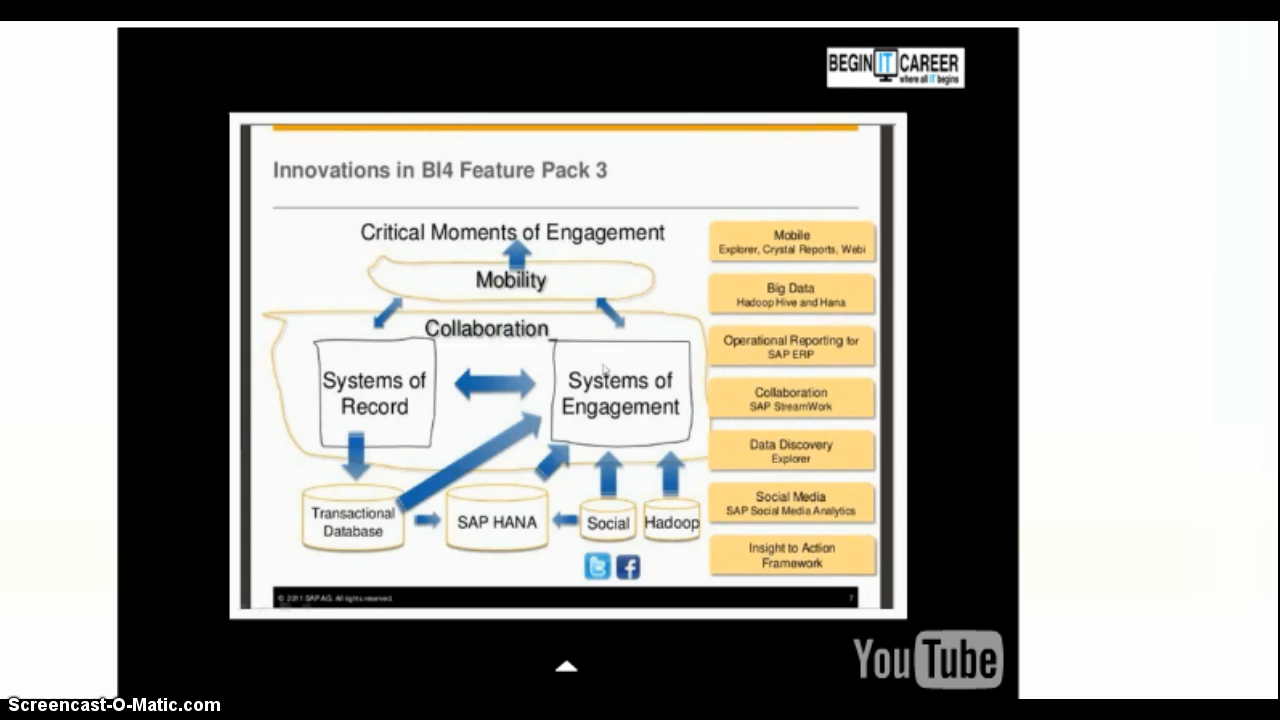 BEGIN IT CAREER
where all IT begins
Innovations in BI4 Feature Pack 3
Critical Moments of Engagement
Mobility
Collaboration
Systems of
Record
Systems of
Engagement
Transactional
Database
SAP HANA
Social
Hadoop
Mobile
Explorer, Crystal Reports, Webi
Big Data
Hadoop Hive and Hana
Operational Reporting for
SAP ERP
Collaboration
SAP StreamWork
Data Discovery
Explorer
Social Media
SAP Social Media Analytics
Insight to Action
Framework
© 2011 SAP AG. All rights reserved.
7
YouTube
Screencast-O-Matic.com